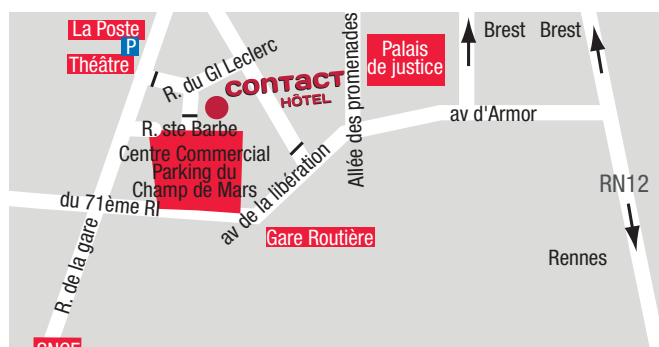 La Poste
P
Théâtre
R. du Gl Leclerc
CONTACT
HÔTEL
Allée des promenades
Palais
de justice
Brest
Brest
av d'Armor
R. ste Barbe
Centre Commercial
Parking du
Champ de Mars
du 71ème RI
av de la libération
Gare Routière
RN12
Rennes
R. de la gare
SNCF